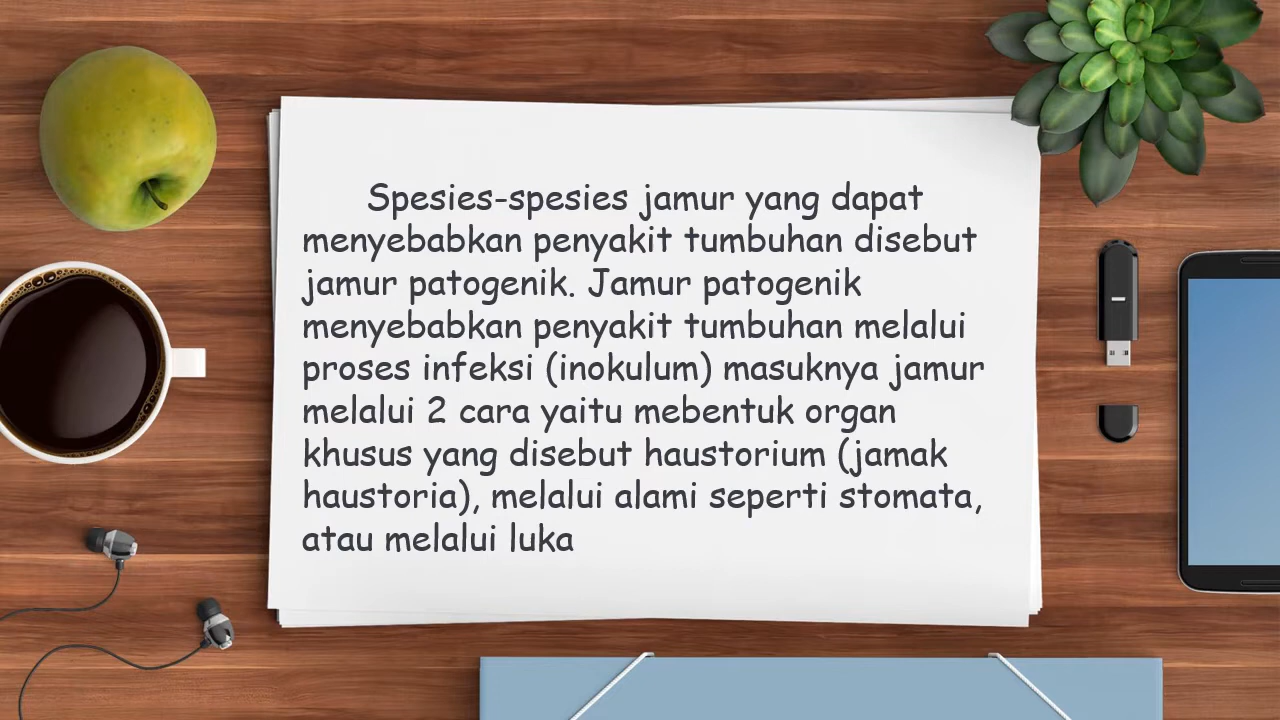 Spesies-spesies jamur yang dapat
menyebabkan penyakit tumbuhan disebut
jamur patogenik. Jamur patogenik
menyebabkan penyakit tumbuhan melalui
proses infeksi (inokulum) masuknya jamur
melalui 2 cara yaitu mebentuk organ
khusus yang disebut haustorium (jamak
haustoria), melalui alami seperti stomata,
atau melalui luka